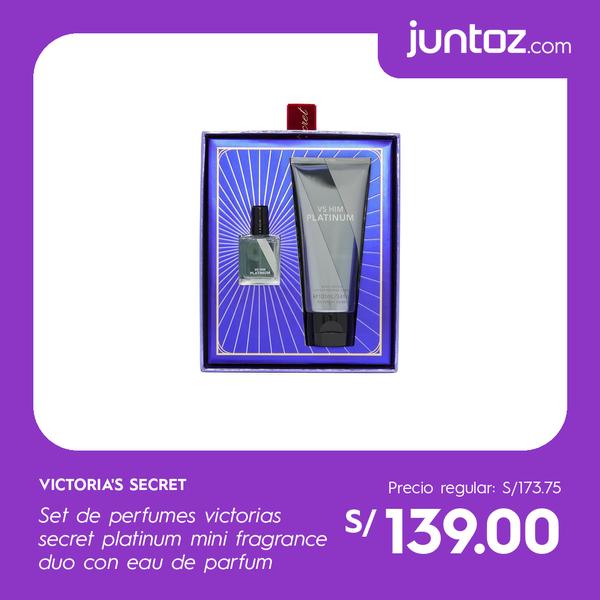 juntoz.com
cret
VS HIM
PLATINUM
VS HIM
PLATINUM
VICTORIA'S SECRET
Precio regular: S/173.75
Set de perfumes victorias
secret platinum mini fragrance
duo con eau de parfum
S/ 139.00